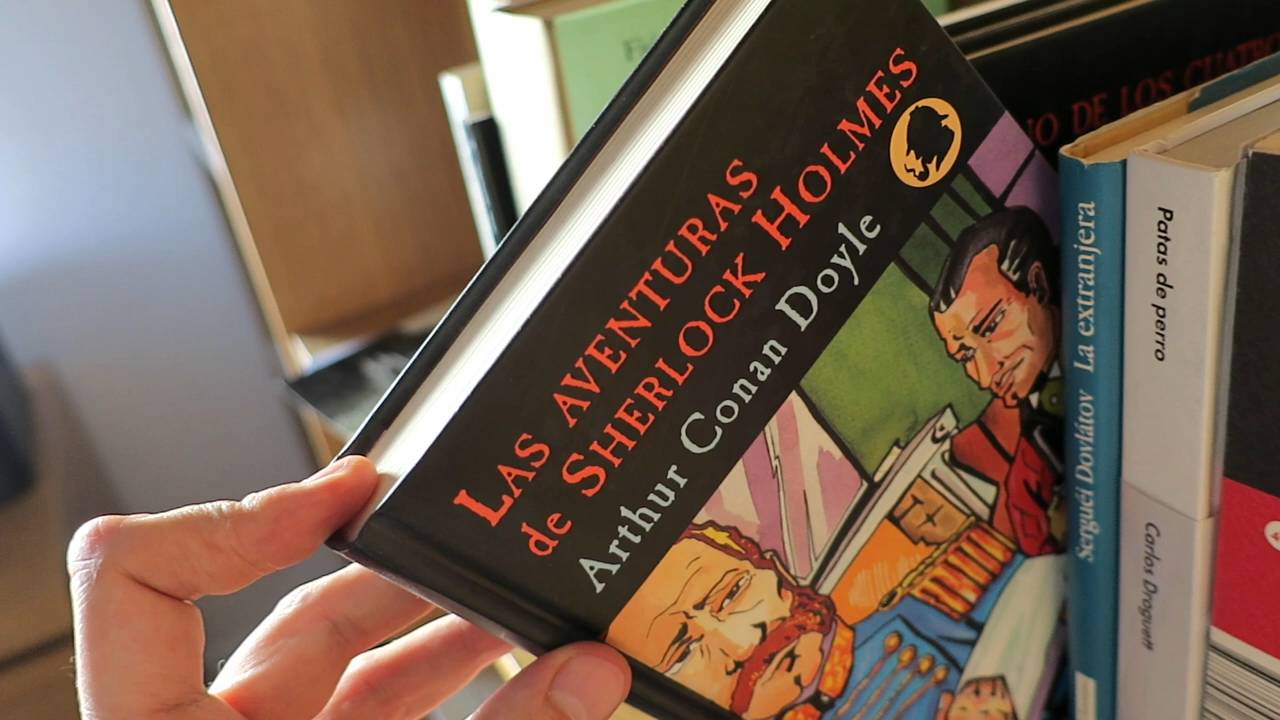 LAS AVENTURAS
de SHERLOCK HOLMES
Arthur Conan Doyle
DE LOS CUATRO
Serguéi Dovlátov La extranjera
Patas de perro
Carlos Droguett